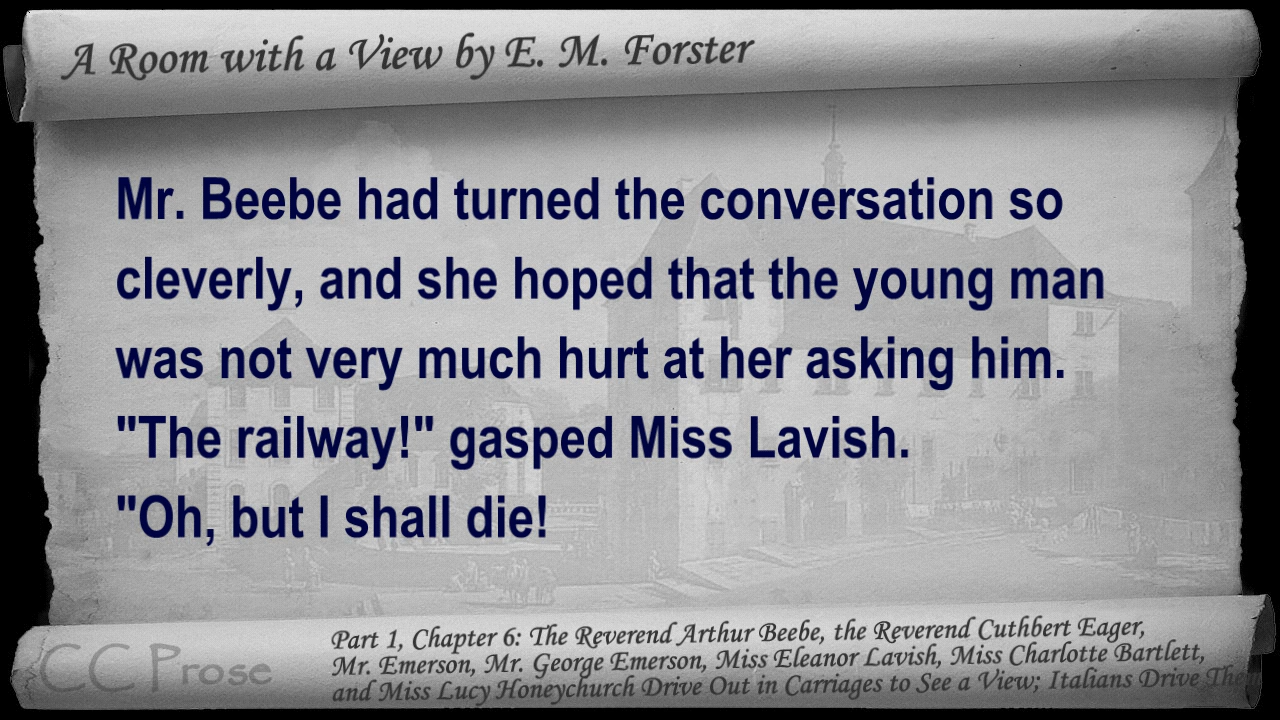 A Room with a View by E. M. Forster
Mr. Beebe had turned the conversation so
cleverly, and she hoped that the young man
was not very much hurt at her asking him.
"The railway!" gasped Miss Lavish.
"Oh, but I shall die!
CC Prose
Part 1, Chapter 6: The Reverend Arthur Beebe, the Reverend Cuthbert Eager,
Mr. Emerson, Mr. George Emerson, Miss Eleanor Lavish, Miss Charlotte Bartlett,
and Miss Lucy Honeychurch Drive Out in Carriages to See a View; Italians Drive